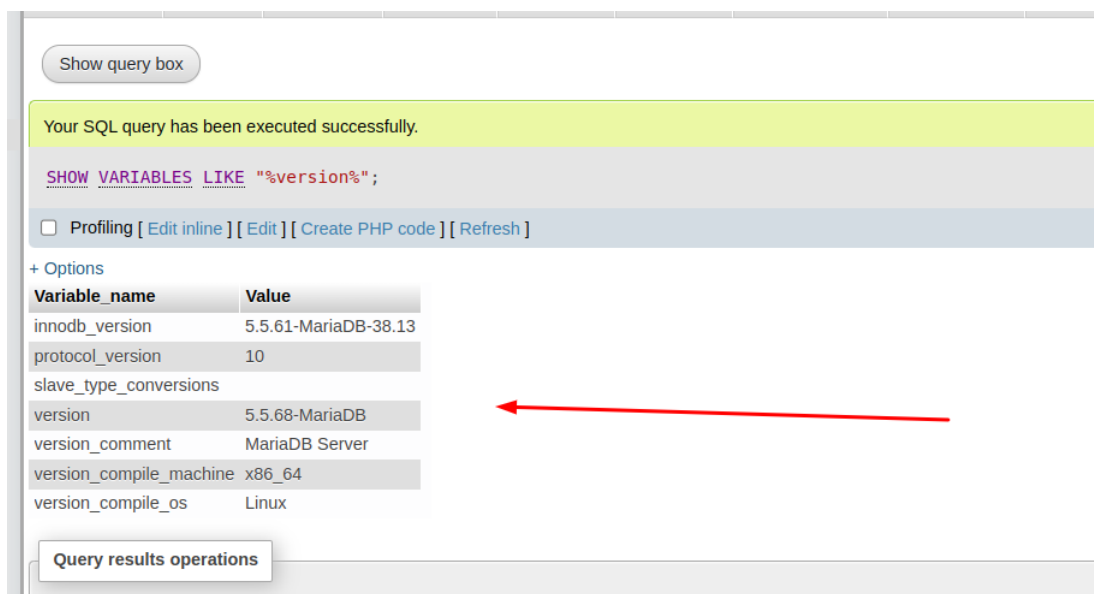 Show query box
Your SQL query has been executed successfully.
SHOW VARIABLES LIKE "%version%";
Profiling [ Edit inline ] [ Edit ] [ Create PHP code ] [ Refresh ]
+ Options
Variable_name Value
innodb_version 5.5.61-MariaDB-38.13
protocol_version 10
slave_type_conversions
version 5.5.68-MariaDB
version_comment MariaDB Server
version_compile_machine x86_64
version_compile_os Linux
Query results operations